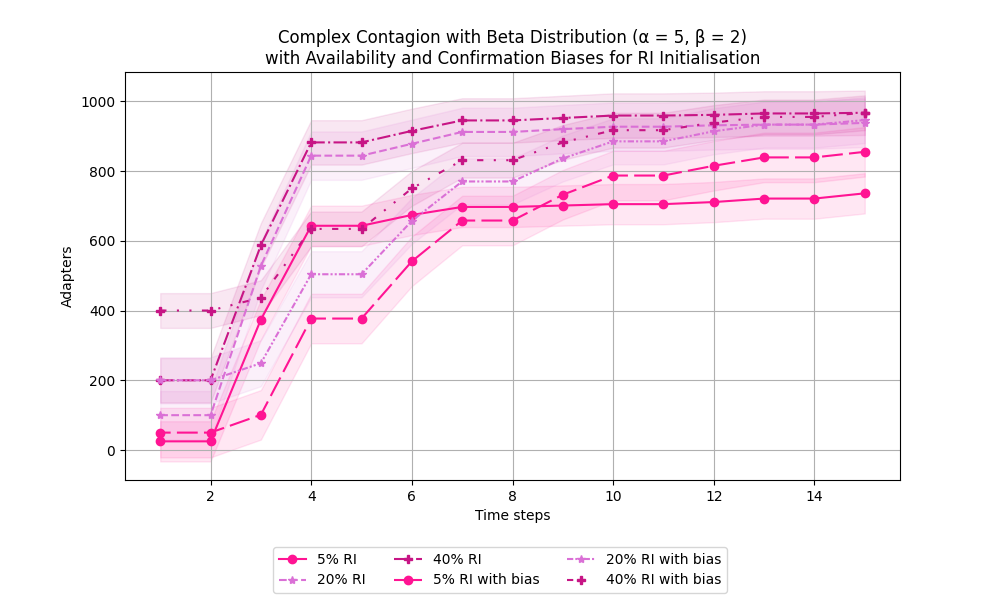 Complex Contagion with Beta Distribution (α = 5, β = 2)
with Availability and Confirmation Biases for RI Initialisation
Adapters
1000
800
600
400
200
0
2 4 6 8 10 12 14
Time steps
5% RI 40% RI 20% RI with bias
20% RI 5% RI with bias 40% RI with bias